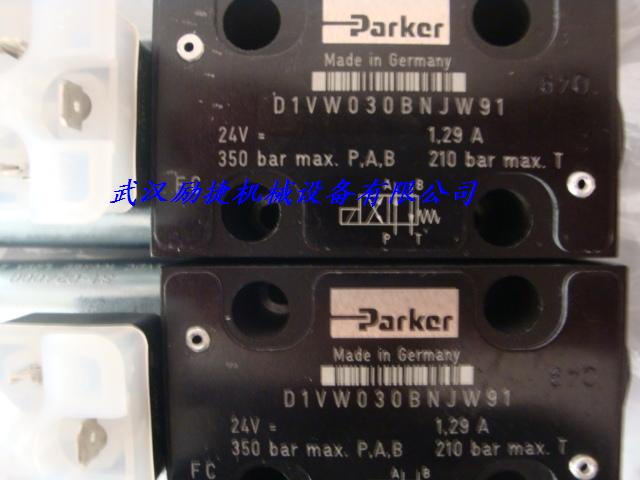 Parker
Made in Germany
D1VW030BNJW91
24V = 1,29 A
350 bar max. P,A,B 210 bar max. T
武汉励捷机械设备有限公司
FC
A B
P T
Parker
Made in Germany
D1VW030BNJW91
24V = 1,29 A
350 bar max. P,A,B 210 bar max. T
FC
A B